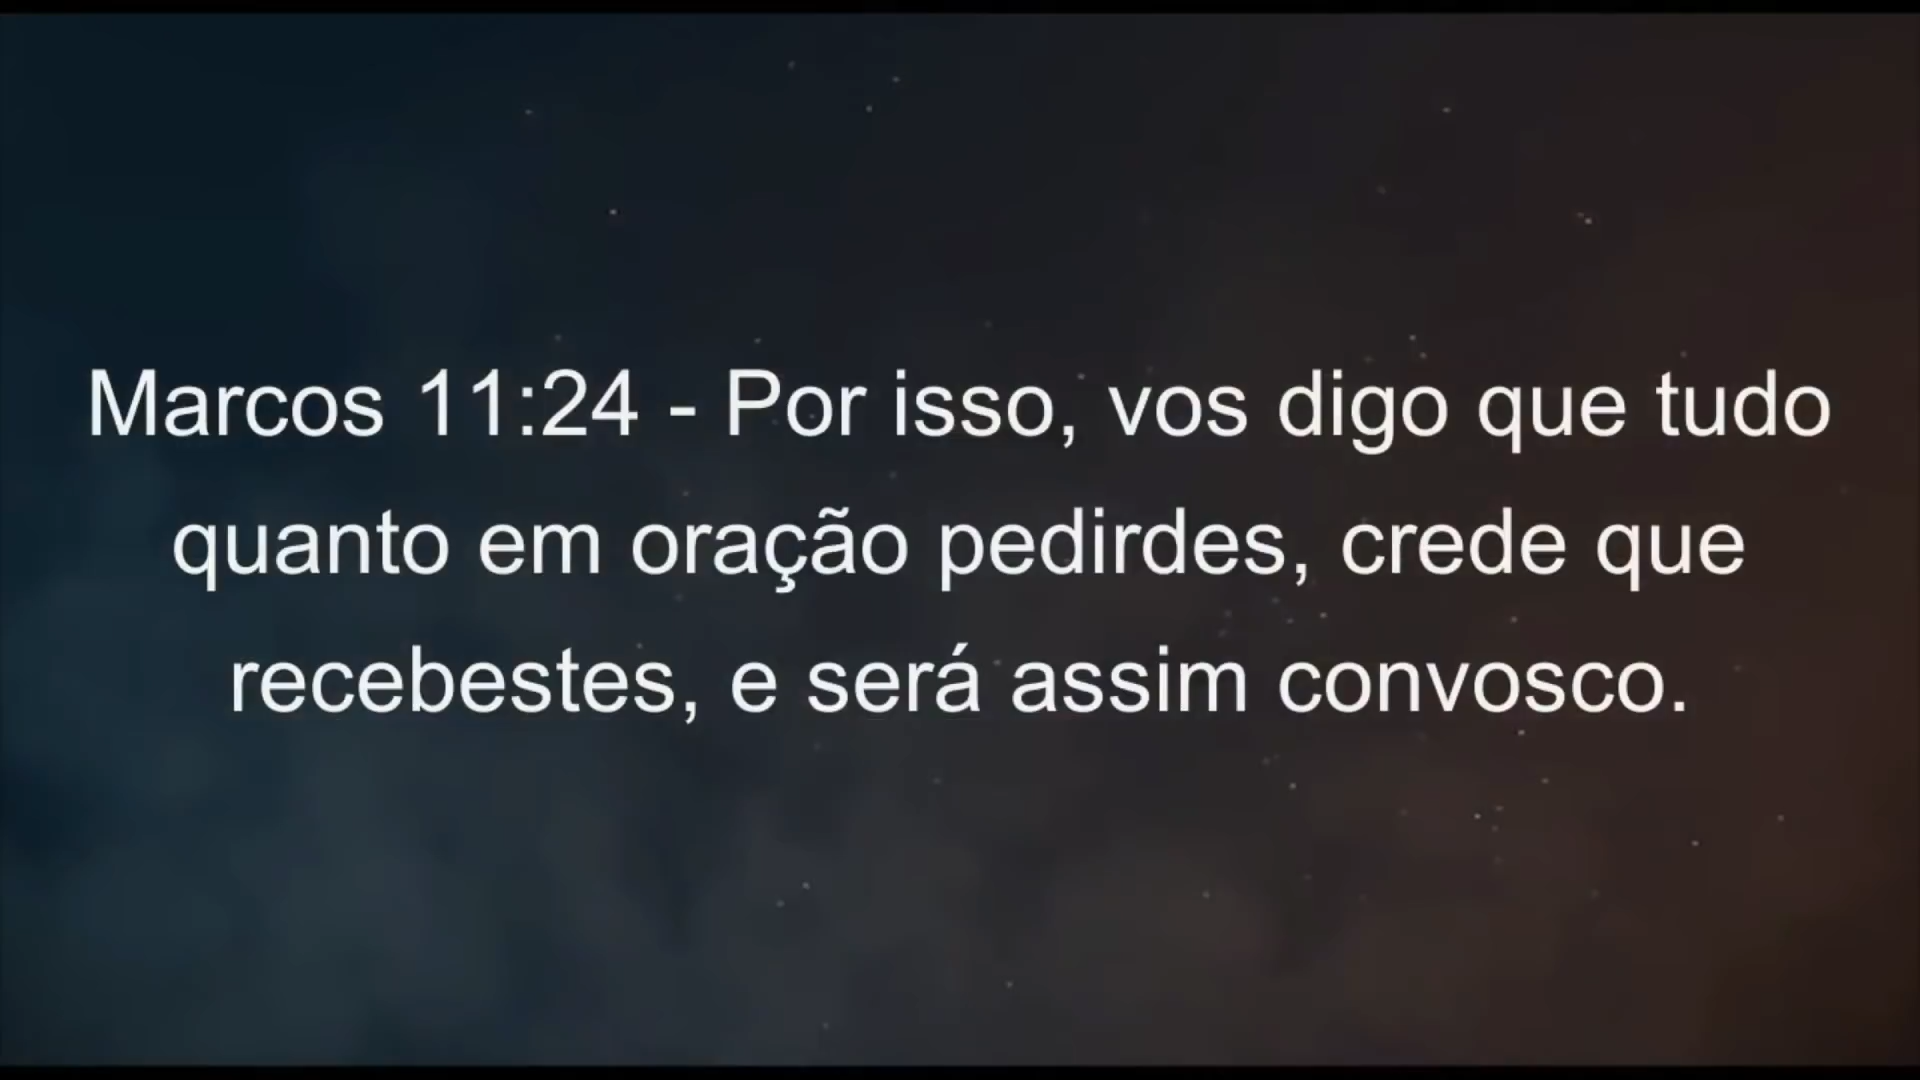 Marcos 11:24 - Por isso, vos digo que tudo
quanto em oração pedirdes, crede que
recebestes, e será assim convosco.